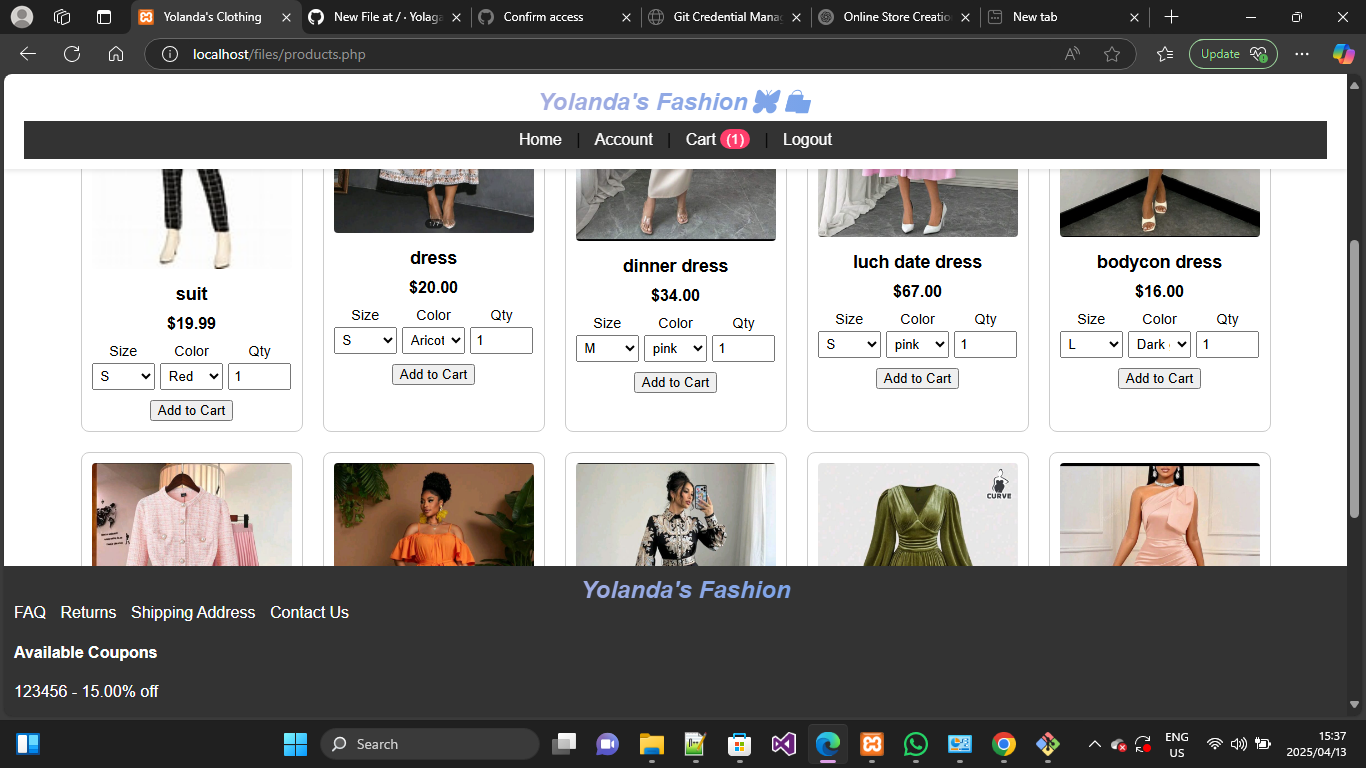 Yolanda's Clothing
New File at / · Yolaga
Confirm access
Git Credential Mana
Online Store Creatio
New tab
localhost/files/products.php
Update
Yolanda's Fashion
Home | Account | Cart (1) | Logout
suit
$19.99
Size Color Qty
S Red 1
Add to Cart
dress
$20.00
Size Color Qty
S Aricot 1
Add to Cart
dinner dress
$34.00
Size Color Qty
M pink 1
Add to Cart
luch date dress
$67.00
Size Color Qty
S pink 1
Add to Cart
bodycon dress
$16.00
Size Color Qty
L Dark 1
Add to Cart
CURVE
Yolanda's Fashion
FAQ Returns Shipping Address Contact Us
Available Coupons
123456 - 15.00% off
Search
ENG
US
15:37
2025/04/13